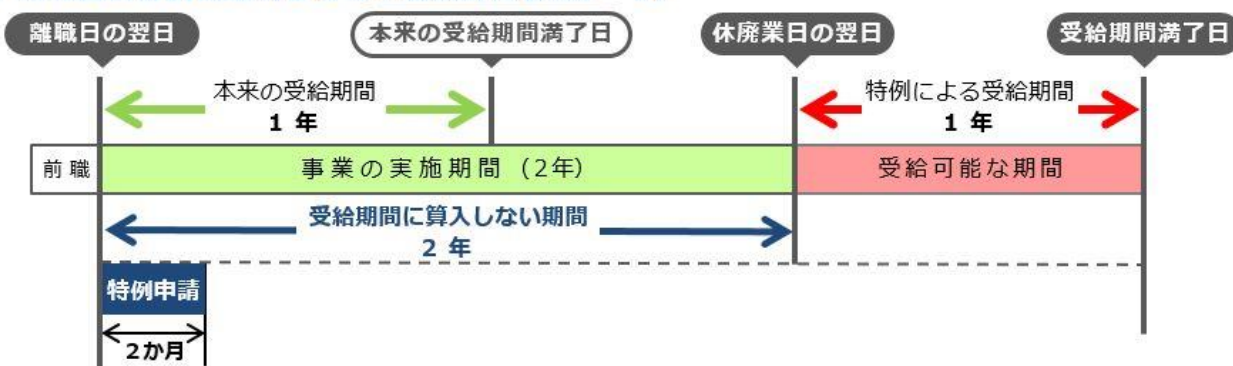 離職日の翌日
本来の受給期間満了日
休廃業日の翌日
受給期間満了日
本来の受給期間
1 年
特例による受給期間
1 年
前職
事業の実施期間（2年）
受給可能な期間
受給期間に算入しない期間
2 年
特例申請
2か月